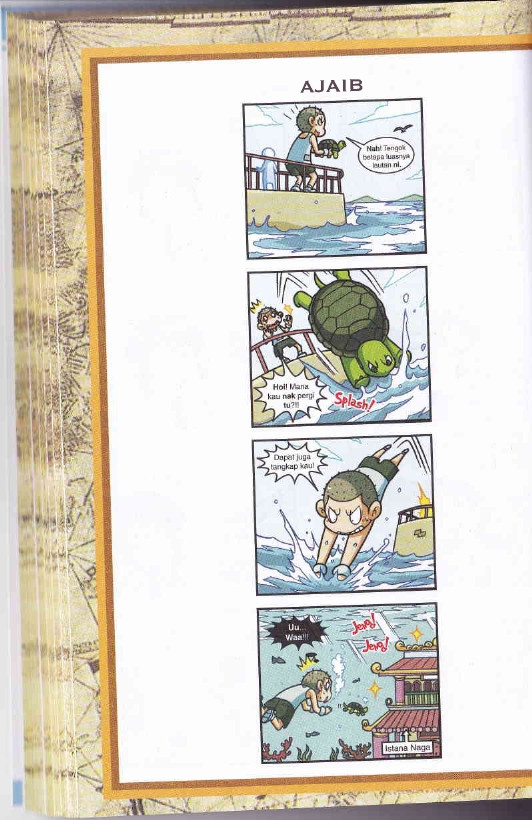 AJAIB
Nah! Tengok
betapa luasnya
lautan ni.
Hoi! Mana
kau nak pergi
tu?!!
Splash!
Dapat juga
tangkap kau!
Uu...
Waa!!!
Jeng!
Jeng!
Istana Naga